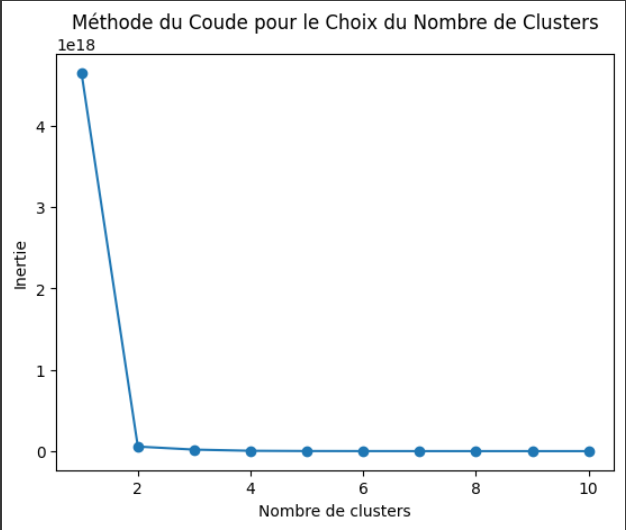 Méthode du Coude pour le Choix du Nombre de Clusters
1e18
4
3
2
1
0
Inertie
2 4 6 8 10
Nombre de clusters